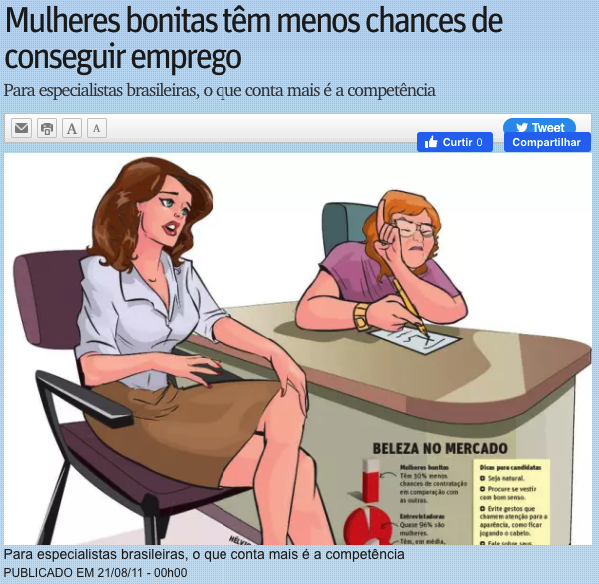 Mulheres bonitas têm menos chances de
conseguir emprego
Para especialistas brasileiras, o que conta mais é a competência
A A
Tweet
Curtir 0 Compartilhar
BELEZA NO MERCADO
Mulheres bonitas
Têm 30% menos
chances de contratação
em comparação com
as outras.
Entrevistadoras
Quase 96% são
mulheres.
Têm, em média,
Dicas para candidatas
Seja natural.
Procure se vestir
com bom senso.
Evite gestos que
chamem atenção para a
aparência, como ficar
jogando o cabelo.
Fale sobre seus
Para especialistas brasileiras, o que conta mais é a competência
PUBLICADO EM 21/08/11 - 00h00